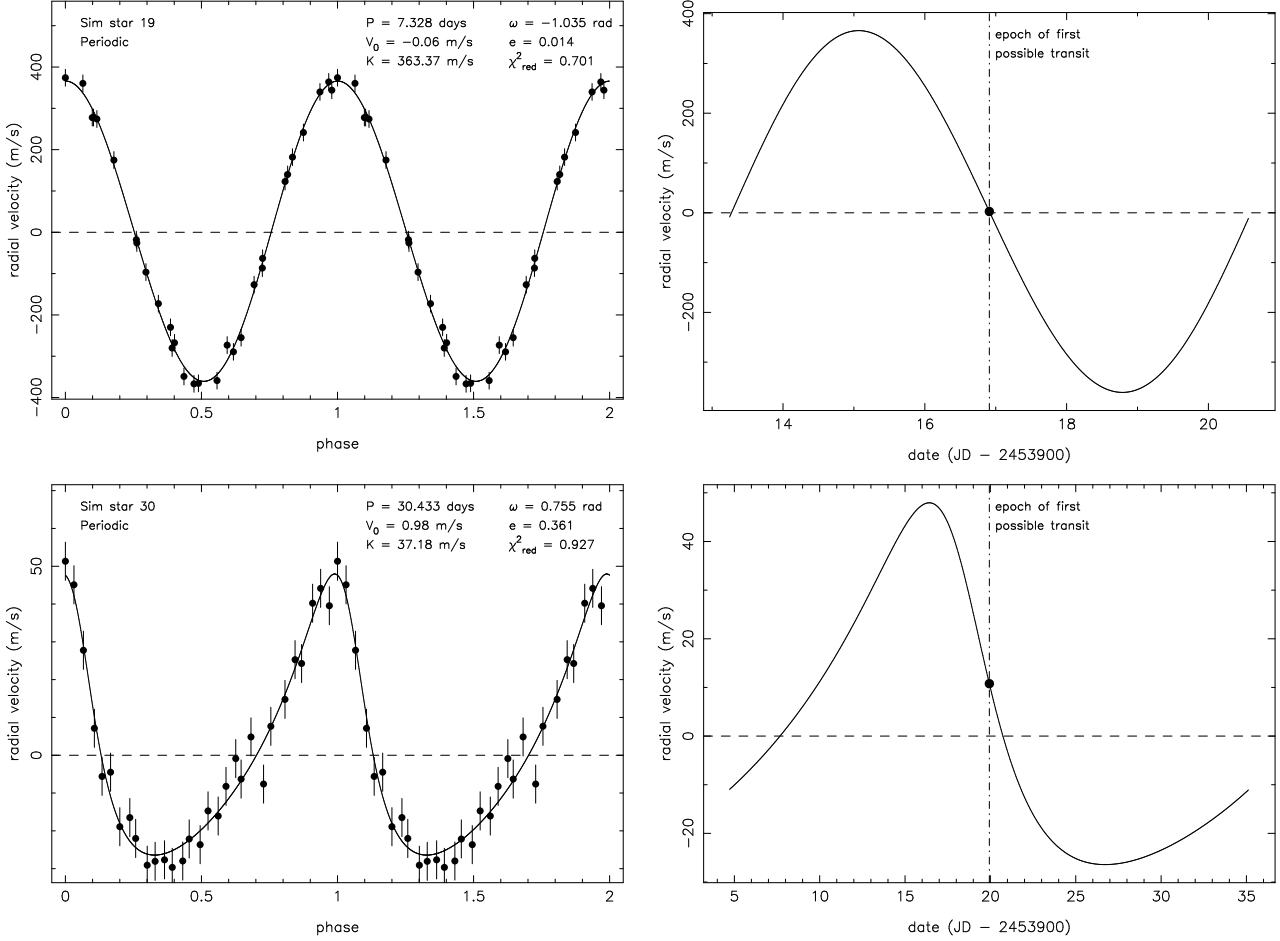 Sim star 19
Periodic
P = 7.328 days
V0 = −0.06 m/s
K = 363.37 m/s
ω = −1.035 rad
e = 0.014
χ²red = 0.701
400
200
0
−200
−400
radial velocity (m/s)
0
0.5
1
1.5
2
phase
epoch of first
possible transit
400
200
0
−200
radial velocity (m/s)
14
16
18
20
date (JD − 2453900)
Sim star 30
Periodic
P = 30.433 days
V0 = 0.98 m/s
K = 37.18 m/s
ω = 0.755 rad
e = 0.361
χ²red = 0.927
50
0
radial velocity (m/s)
0
0.5
1
1.5
2
phase
epoch of first
possible transit
40
20
0
−20
radial velocity (m/s)
5
10
15
20
25
30
35
date (JD − 2453900)